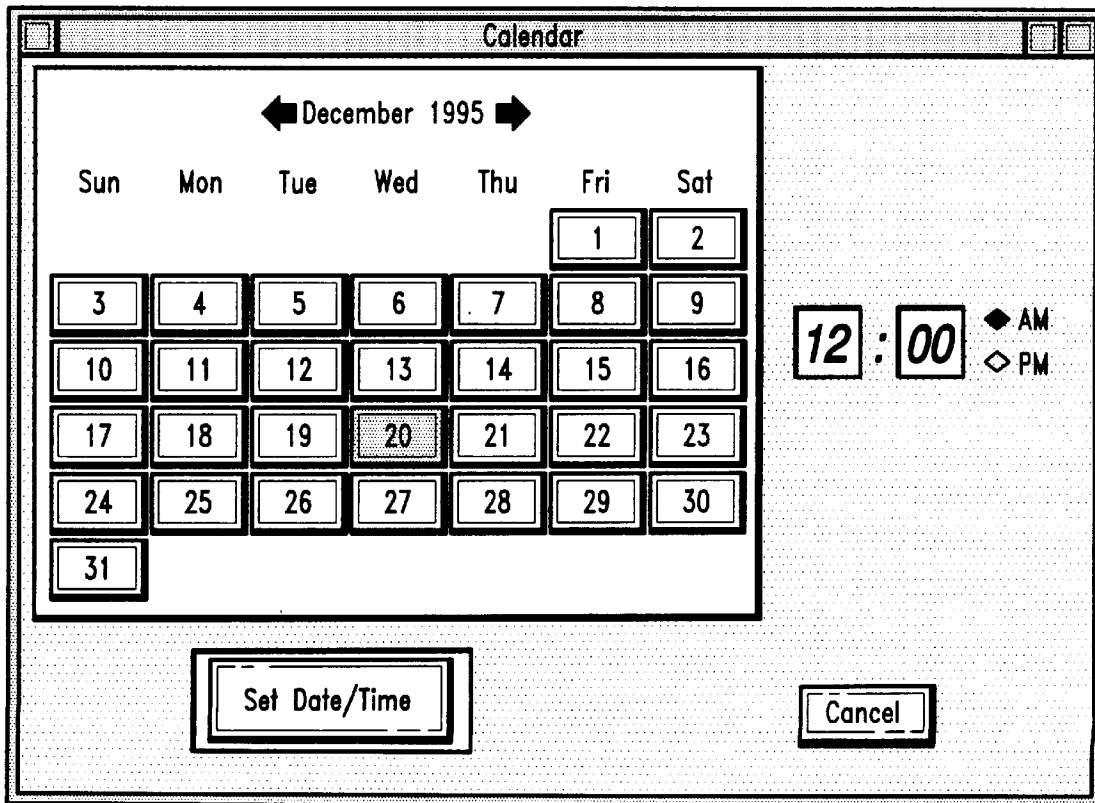 Calendar
December 1995
Sun Mon Tue Wed Thu Fri Sat
1 2
3 4 5 6 7 8 9
10 11 12 13 14 15 16
17 18 19 20 21 22 23
24 25 26 27 28 29 30
31
12 : 00
AM
PM
Set Date/Time
Cancel